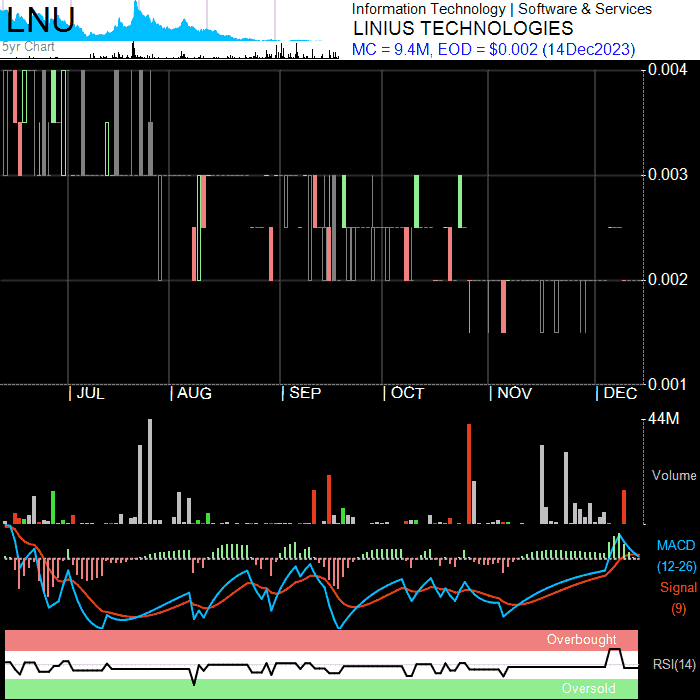 LNU
5yr Chart
Information Technology | Software & Services
LINIUS TECHNOLOGIES
MC = 9.4M, EOD = $0.002 (14Dec2023)
0.004
0.003
0.002
0.001
JUL AUG SEP OCT NOV DEC
44M
Volume
MACD
(12-26)
Signal
(9)
Overbought
RSI(14)
Oversold